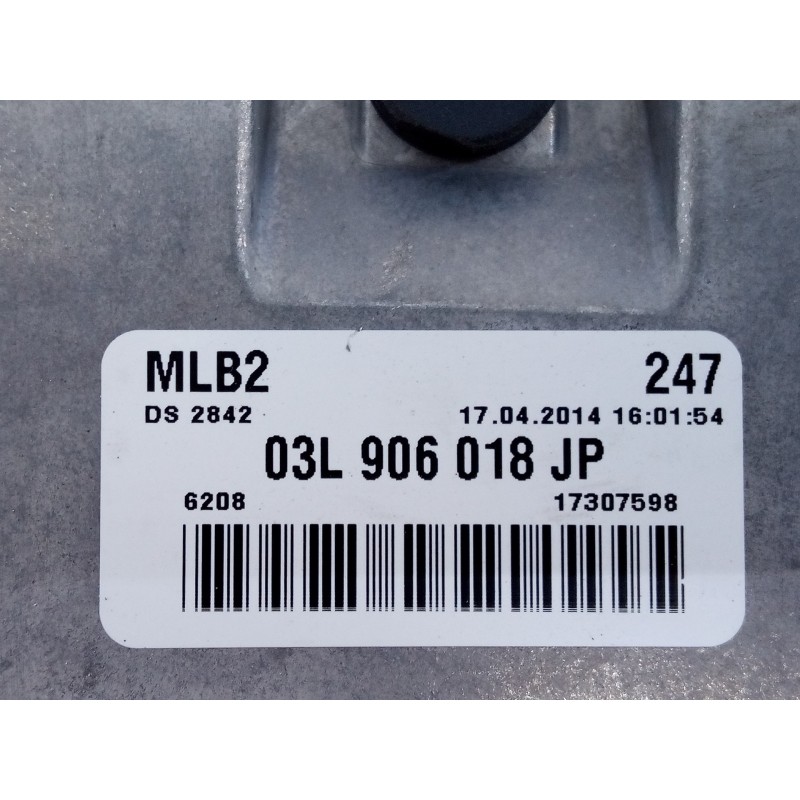 MLB2 247
DS 2842 17.04.2014 16:01:54
03L 906 018 JP
6208 17307598